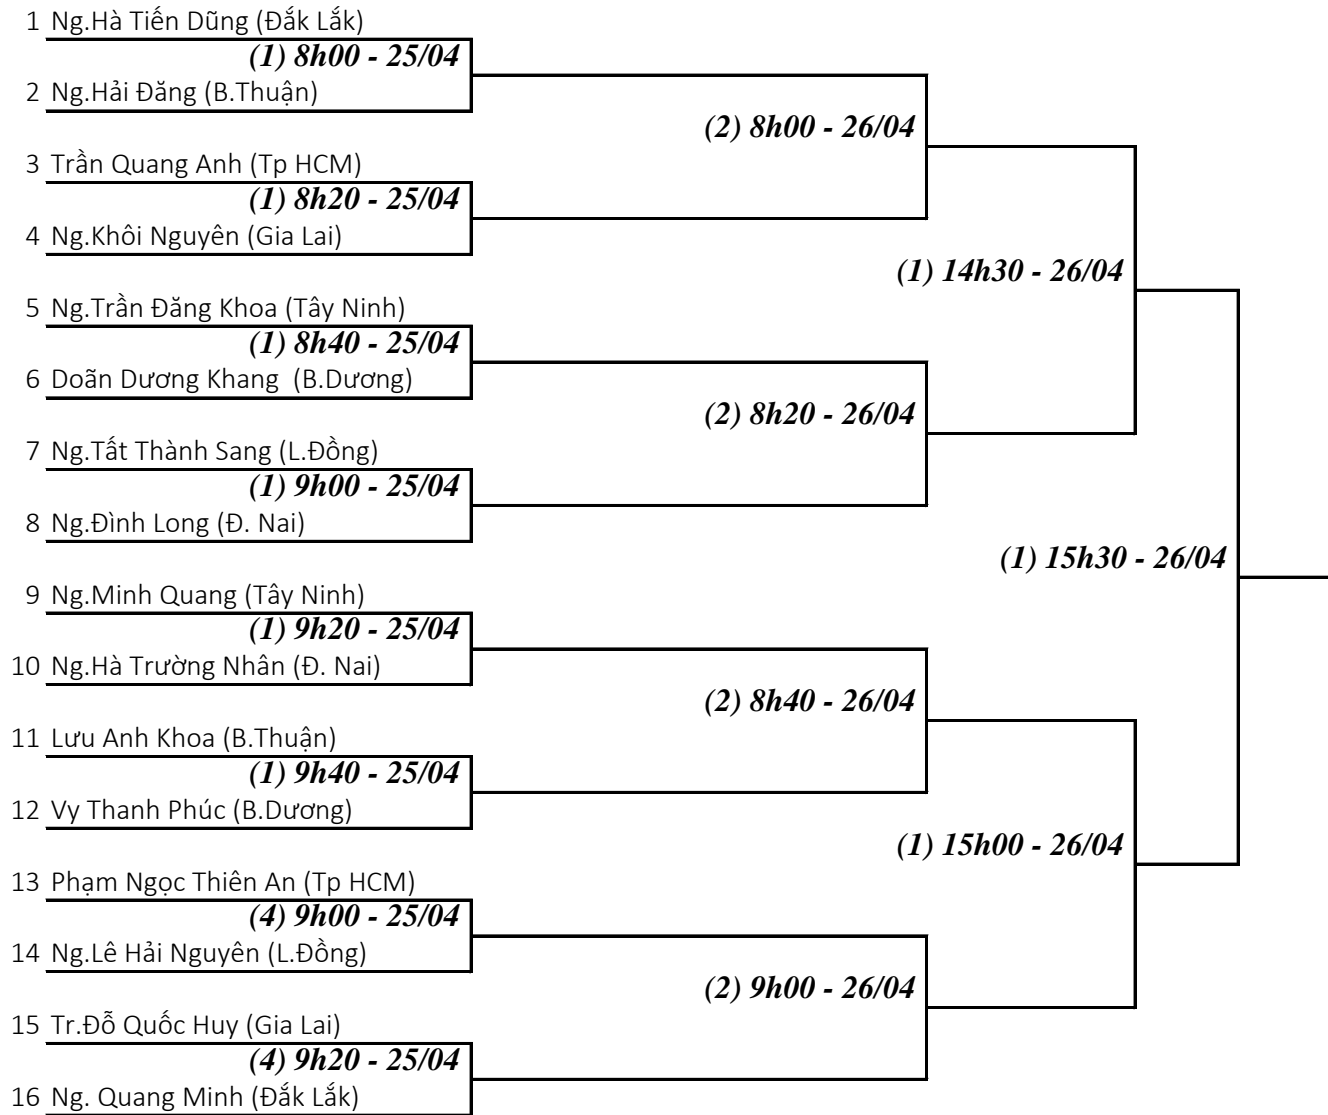 1 Ng.Hà Tiến Dũng (Đắk Lắk)
(1) 8h00 - 25/04
2 Ng.Hải Đăng (B.Thuận)
(2) 8h00 - 26/04
3 Trần Quang Anh (Tp HCM)
(1) 8h20 - 25/04
4 Ng.Khôi Nguyên (Gia Lai)
(1) 14h30 - 26/04
5 Ng.Trần Đăng Khoa (Tây Ninh)
(1) 8h40 - 25/04
6 Doãn Dương Khang  (B.Dương)
(2) 8h20 - 26/04
7 Ng.Tất Thành Sang (L.Đồng)
(1) 9h00 - 25/04
8 Ng.Đình Long (Đ. Nai)
(1) 15h30 - 26/04
9 Ng.Minh Quang (Tây Ninh)
(1) 9h20 - 25/04
10 Ng.Hà Trường Nhân (Đ. Nai)
(2) 8h40 - 26/04
11 Lưu Anh Khoa (B.Thuận)
(1) 9h40 - 25/04
12 Vy Thanh Phúc (B.Dương)
(1) 15h00 - 26/04
13 Phạm Ngọc Thiên An (Tp HCM)
(4) 9h00 - 25/04
14 Ng.Lê Hải Nguyên (L.Đồng)
(2) 9h00 - 26/04
15 Tr.Đỗ Quốc Huy (Gia Lai)
(4) 9h20 - 25/04
16 Ng. Quang Minh (Đắk Lắk)